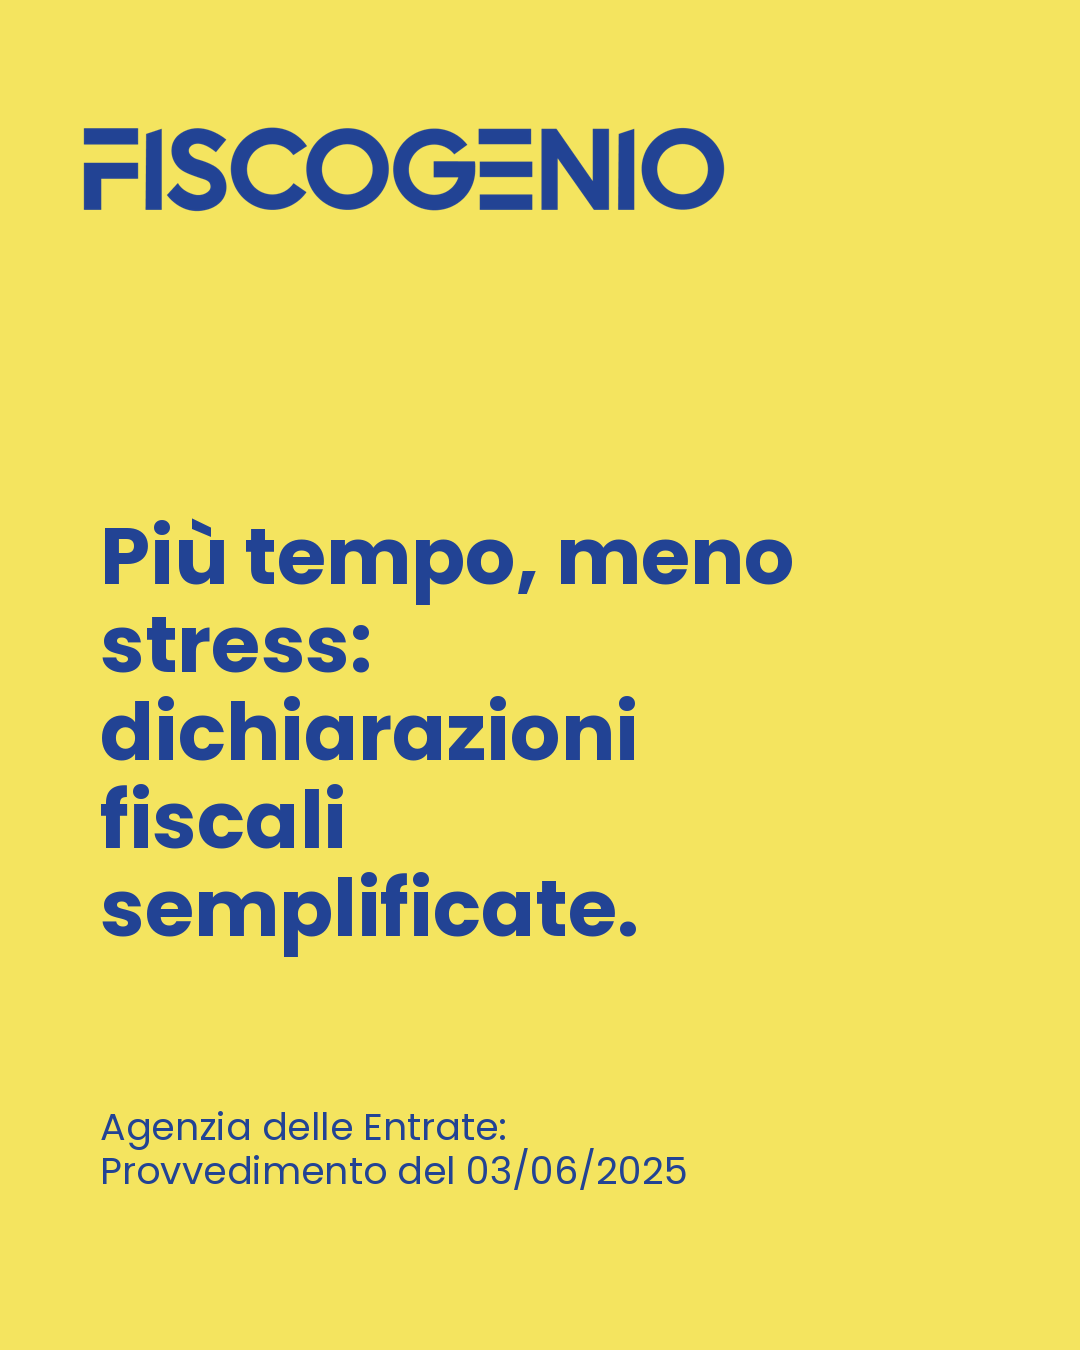 FISCOGENIO
Più tempo, meno
stress:
dichiarazioni
fiscali
semplificate.
Agenzia delle Entrate:
Provvedimento del 03/06/2025